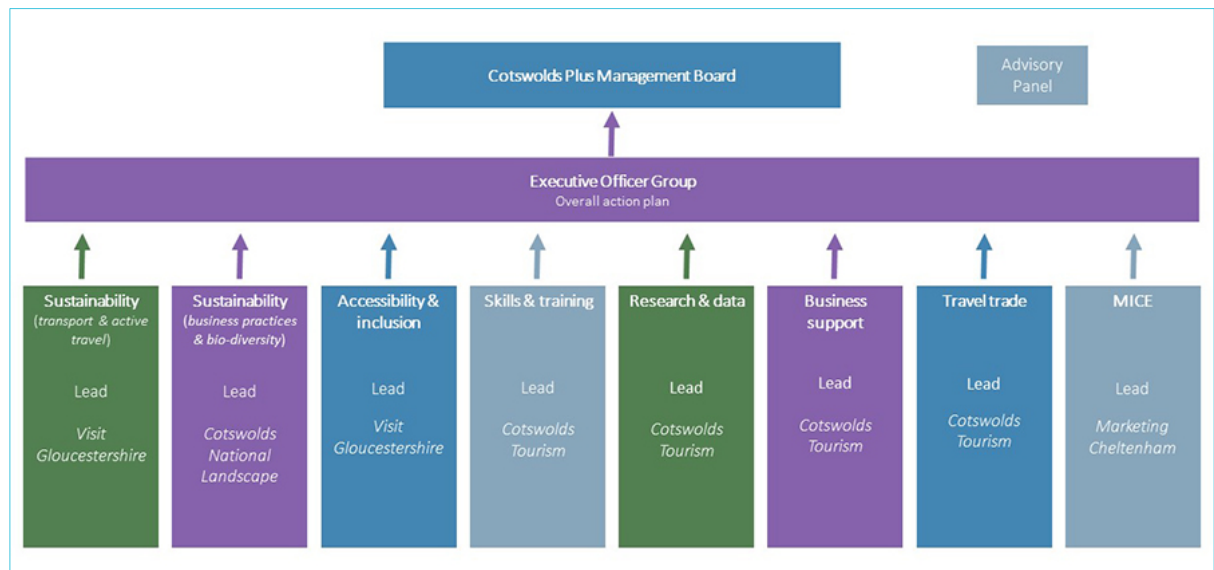 Cotswolds Plus Management Board
Advisory
Panel
Executive Officer Group
Overall action plan
Sustainability
(transport & active
travel)
Lead
Visit
Gloucestershire
Sustainability
(business practices
& bio-diversity)
Lead
Cotswolds
National
Landscape
Accessibility &
inclusion
Lead
Visit
Gloucestershire
Skills & training
Lead
Cotswolds
Tourism
Research & data
Lead
Cotswolds
Tourism
Business
support
Lead
Cotswolds
Tourism
Travel trade
Lead
Cotswolds
Tourism
MICE
Lead
Marketing
Cheltenham